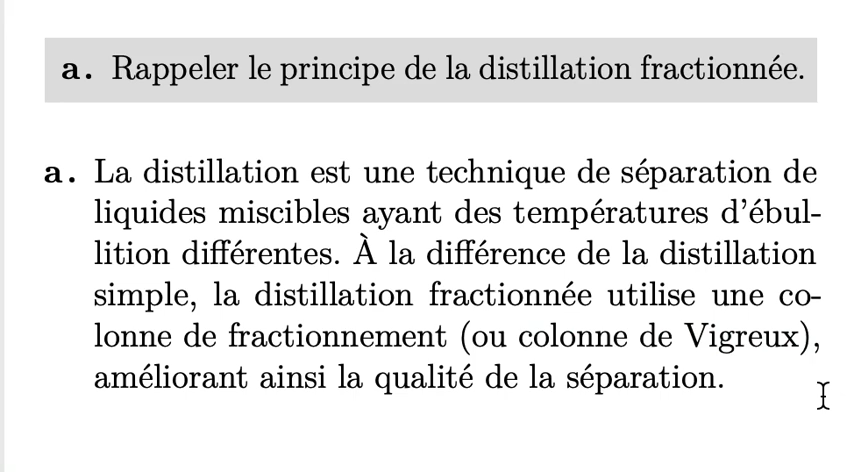 a. Rappeler le principe de la distillation fractionnée.
a. La distillation est une technique de séparation de
liquides miscibles ayant des températures d'ébul-
lition différentes. À la différence de la distillation
simple, la distillation fractionnée utilise une co-
lonne de fractionnement (ou colonne de Vigreux),
améliorant ainsi la qualité de la séparation.